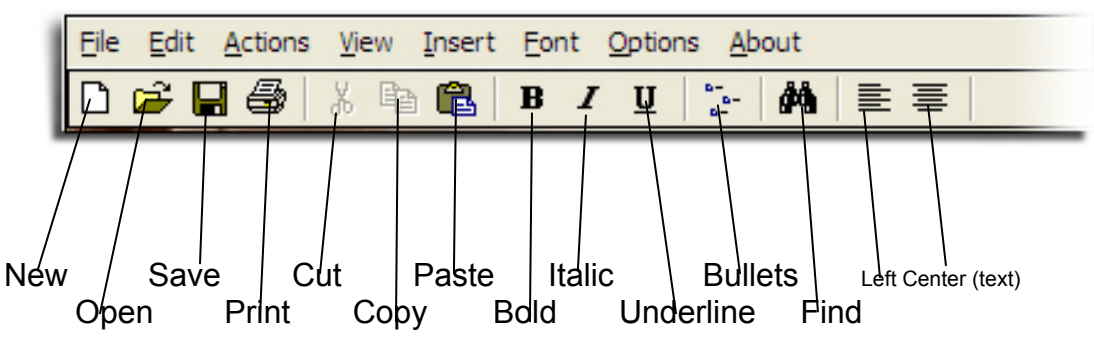 File Edit Actions View Insert Font Options About
B I U
New Save Cut Paste Italic Bullets Left Center (text)
Open Print Copy Bold Underline Find